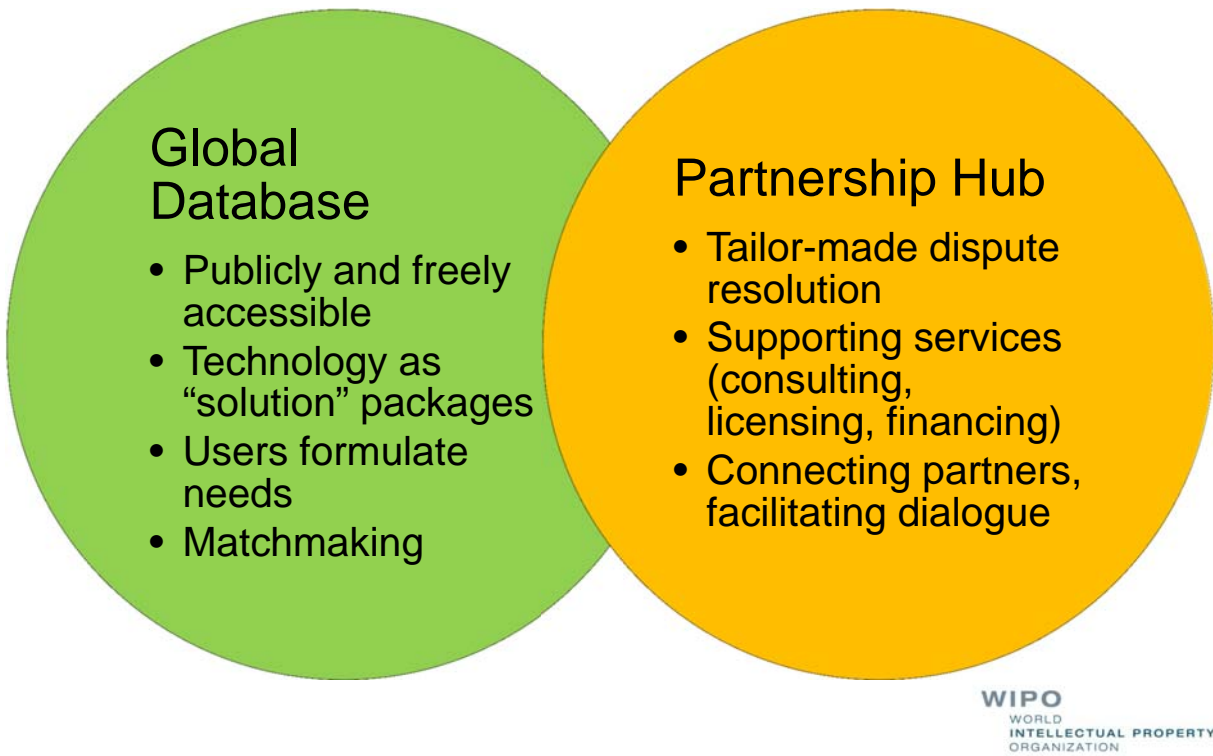 Global
Database
• Publicly and freely
accessible
• Technology as
“solution” packages
• Users formulate
needs
• Matchmaking
Partnership Hub
• Tailor-made dispute
resolution
• Supporting services
(consulting,
licensing, financing)
• Connecting partners,
facilitating dialogue
WIPO
WORLD
INTELLECTUAL PROPERTY
ORGANIZATION